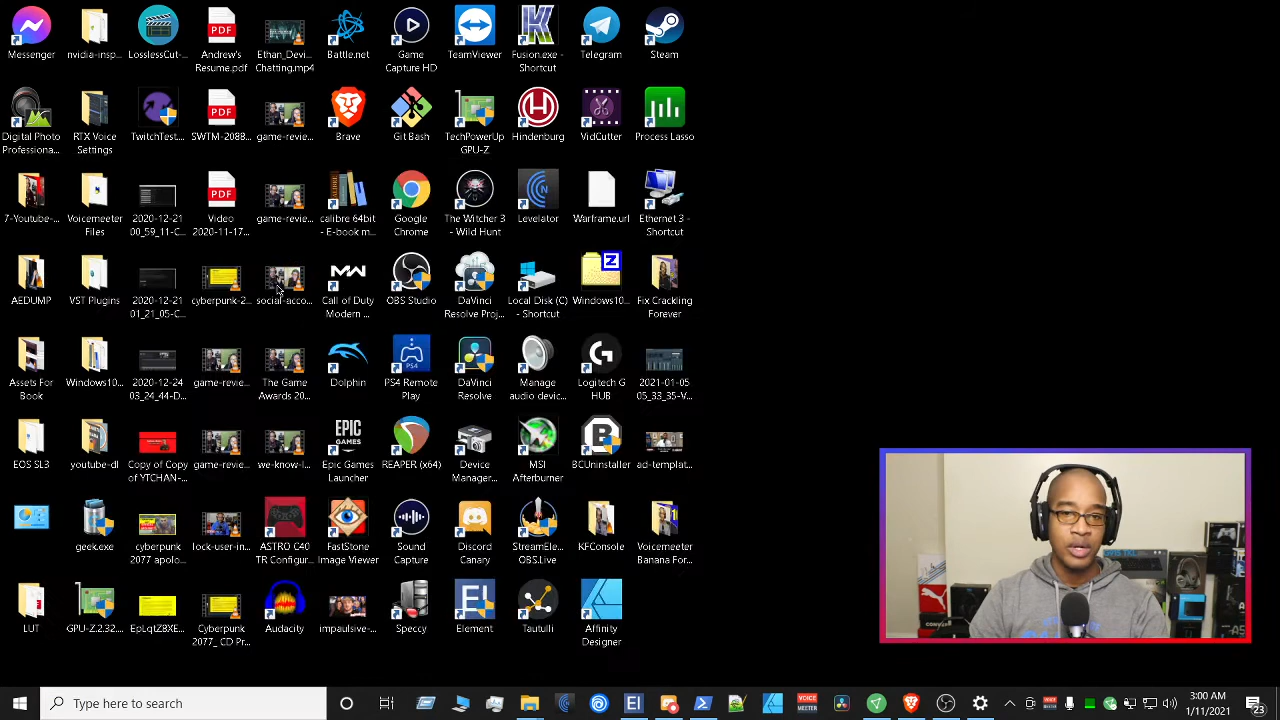 Messenger
nvidia-insp...
LosslessCut-...
Andrew's
Resume.pdf
Ethan_Devi...
Chatting.mp4
Battle.net
Game
Capture HD
TeamViewer
Fusion.exe -
Shortcut
Telegram
Steam
Digital Photo
Professiona...
RTX Voice
Settings
TwitchTest...
SWTM-2088...
game-revie...
Brave
Git Bash
TechPowerUp
GPU-Z
Hindenburg
VidCutter
Process Lasso
7-Youtube-...
Voicemeeter
Files
2020-12-21
00_59_11-C...
Video
2020-11-17...
game-revie...
calibre 64bit
- E-book m...
Google
Chrome
The Witcher 3
- Wild Hunt
Levelator
Warframe.url
Ethernet 3 -
Shortcut
AEDUMP
VST Plugins
2020-12-21
01_21_05-C...
cyberpunk-2...
social-acco...
Call of Duty
Modern ...
OBS Studio
DaVinci
Resolve Proj...
Local Disk (C)
- Shortcut
Windows10...
Fix Crackling
Forever
Assets For
Book
Windows10...
2020-12-24
03_24_44-D...
game-revie...
The Game
Awards 20...
Dolphin
PS4 Remote
Play
DaVinci
Resolve
Manage
audio devic...
Logitech G
HUB
2021-01-05
05_33_35-V...
EOS SL3
youtube-dl
Copy of Copy
of YTCHAN-...
game-revie...
we-know-l...
Epic Games
Launcher
REAPER (x64)
Device
Manager...
MSI
Afterburner
BCUninstaller
ad-templat...
geek.exe
cyberpunk
2077 apolo...
lock-user-in...
ASTRO C40
TR Configur...
FastStone
Image Viewer
Sound
Capture
Discord
Canary
StreamEle...
OBS.Live
KFConsole
Voicemeeter
Banana For...
LUT
GPU-Z.2.32....
EpLqtZBXE...
Cyberpunk
2077_ CD Pr...
Audacity
impaulsive-...
Speccy
Element
Tautulli
Affinity
Designer
Type here to search
3:00 AM
1/11/2021
23